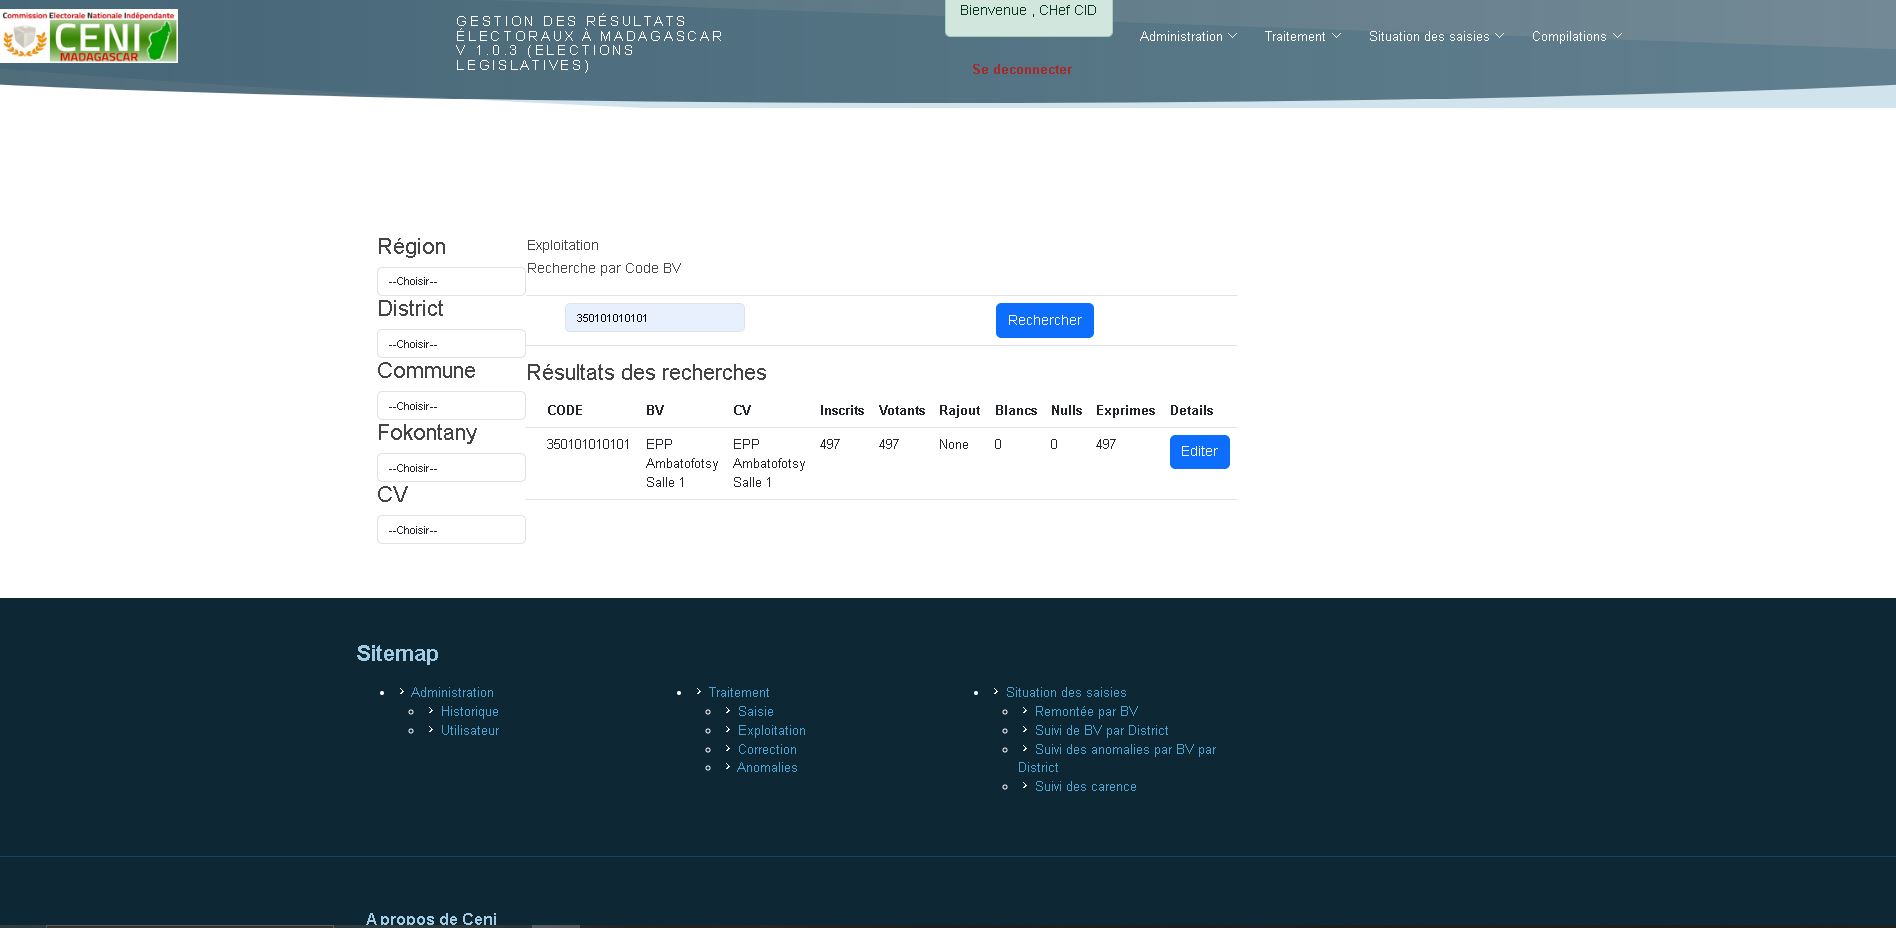 Commission Electorale Nationale Indépendante
CENI
MADAGASCAR
GESTION DES RÉSULTATS
ÉLECTORAUX À MADAGASCAR
V 1.0.3 (ELECTIONS
LEGISLATIVES)
Bienvenue , CHef CID
Se deconnecter
Administration
Traitement
Situation des saisies
Compilations
Région
--Choisir--
District
--Choisir--
Commune
--Choisir--
Fokontany
--Choisir--
CV
--Choisir--
Exploitation
Recherche par Code BV
350101010101
Rechercher
Résultats des recherches
CODE BV CV Inscrits Votants Rajout Blancs Nulls Exprimes Details
350101010101 EPP EPP 497 497 None 0 0 497 Editer
Ambatofotsy Ambatofotsy
Salle 1 Salle 1
Sitemap
Administration
Historique
Utilisateur
Traitement
Saisie
Exploitation
Correction
Anomalies
Situation des saisies
Remontée par BV
Suivi de BV par District
Suivi des anomalies par BV par
District
Suivi des carence
A propos de Ceni